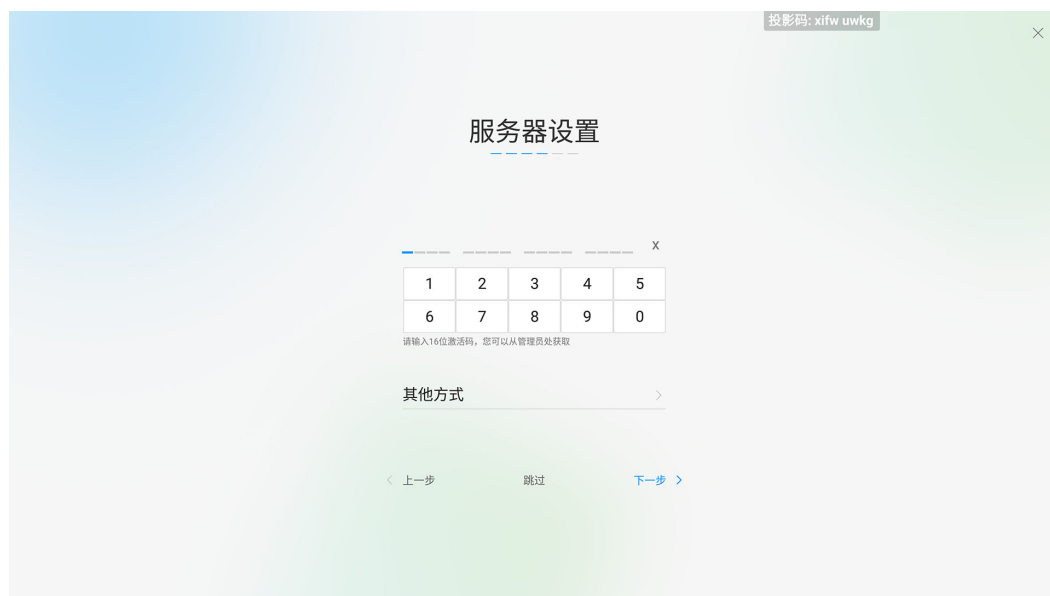 投影码: xifw uwkg
服务器设置
X
1 2 3 4 5
6 7 8 9 0
请输入16位激活码，您可以从管理员处获取
其他方式
上一步 跳过 下一步